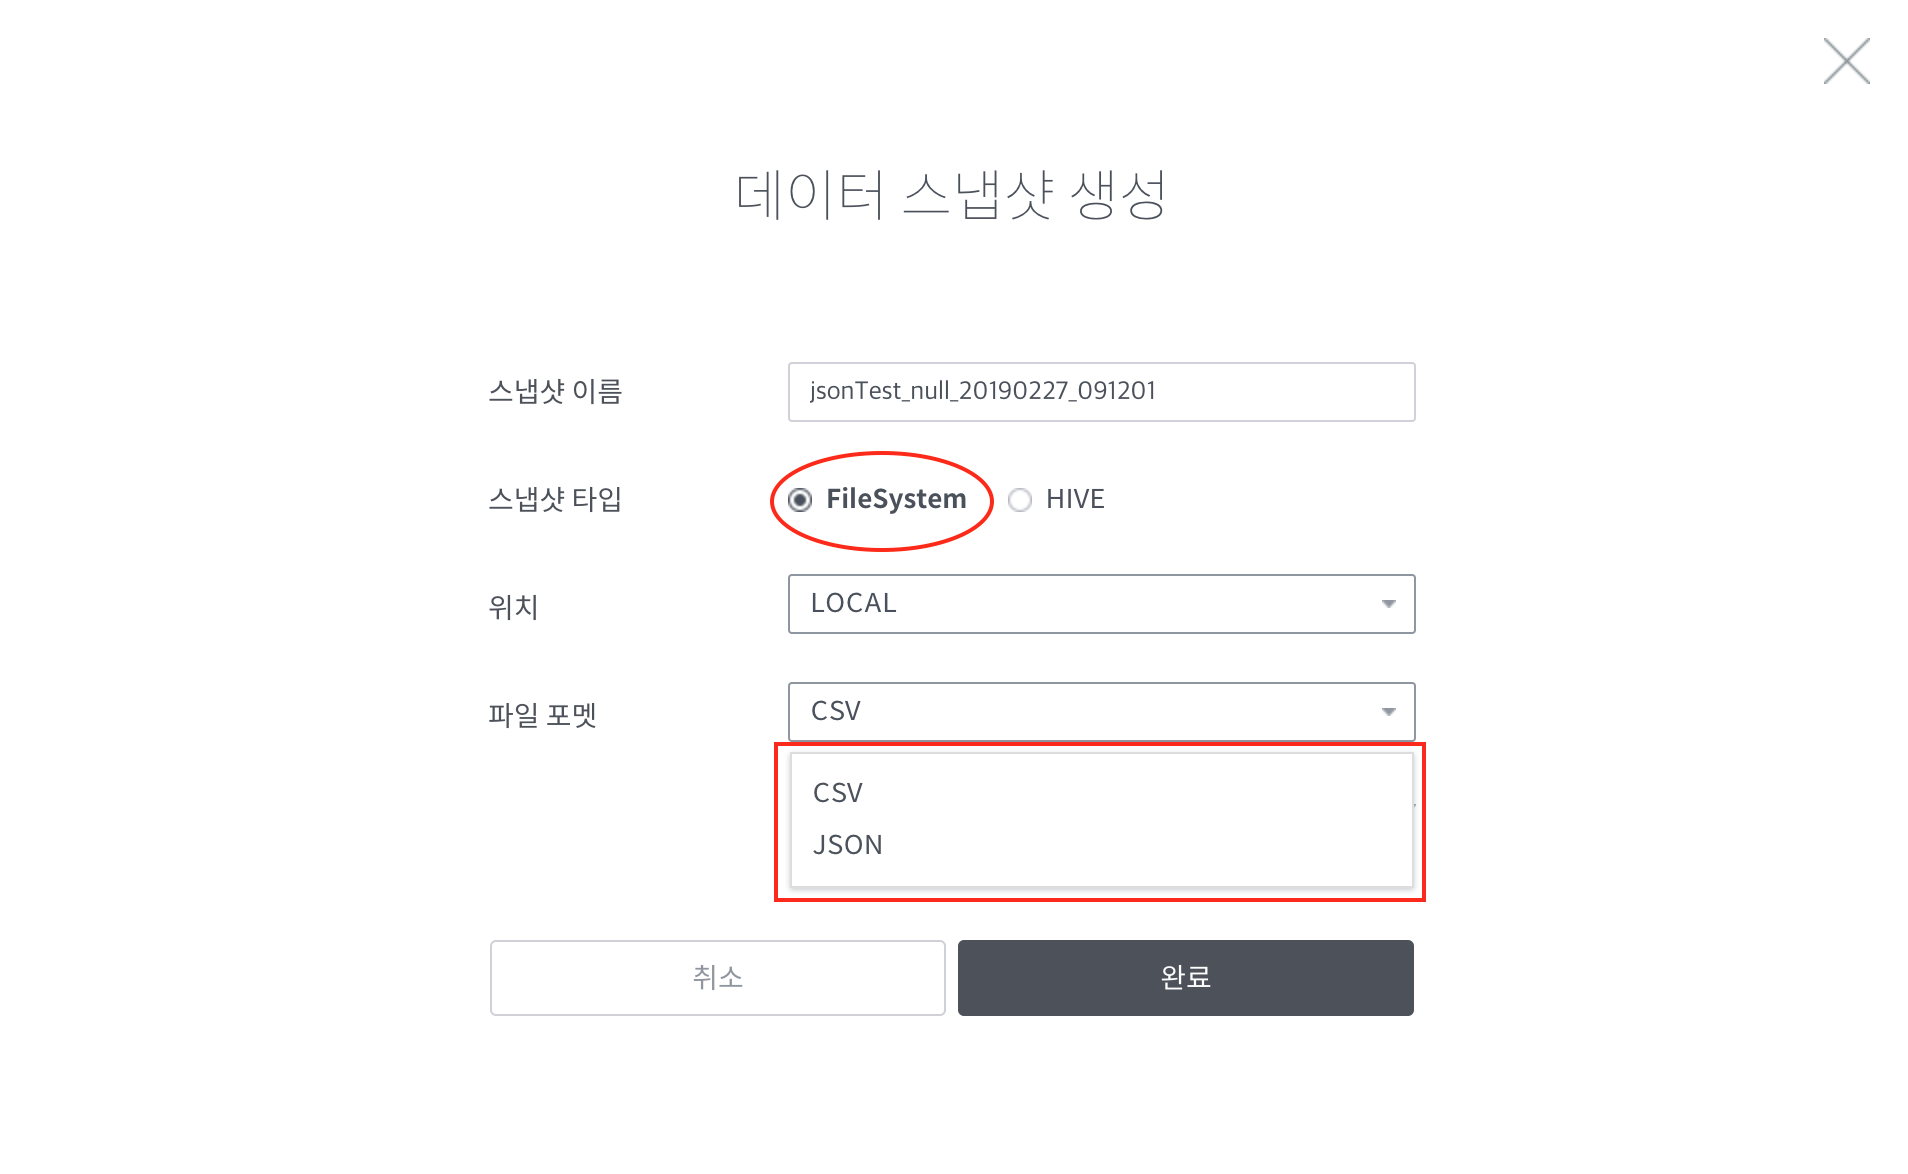 데이터 스냅샷 생성
스냅샷 이름 jsonTest_null_20190227_091201
스냅샷 타입 FileSystem HIVE
위치 LOCAL
파일 포멧 CSV
CSV
JSON
취소 완료